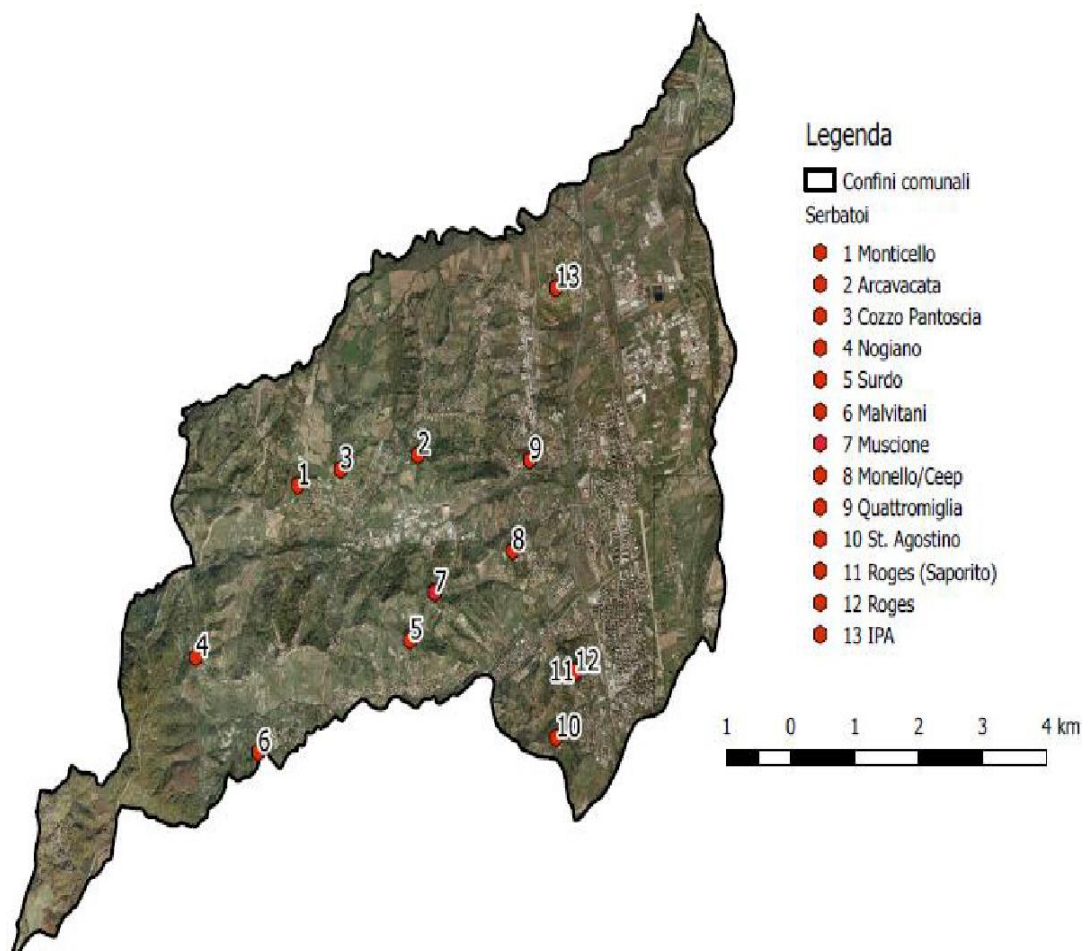 13
2
9
3
1
8
7
5
4
11 12
10
6
Legenda
Confini comunali
Serbatoi
1 Monticello
2 Arcavacata
3 Cozzo Pantoscia
4 Nogiano
5 Surdo
6 Malvitani
7 Muscione
8 Monello/Ceep
9 Quattromiglia
10 St. Agostino
11 Roges (Saporito)
12 Roges
13 IPA
1 0 1 2 3 4 km